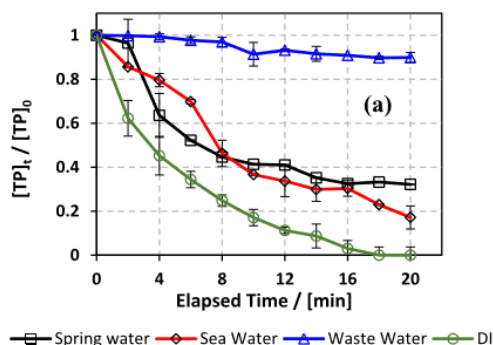 1
0.8
0.6
0.4
0.2
0
[TP]t / [TP]0
(a)
0 4 8 12 16 20
Elapsed Time / [min]
Spring water Sea Water Waste Water DI